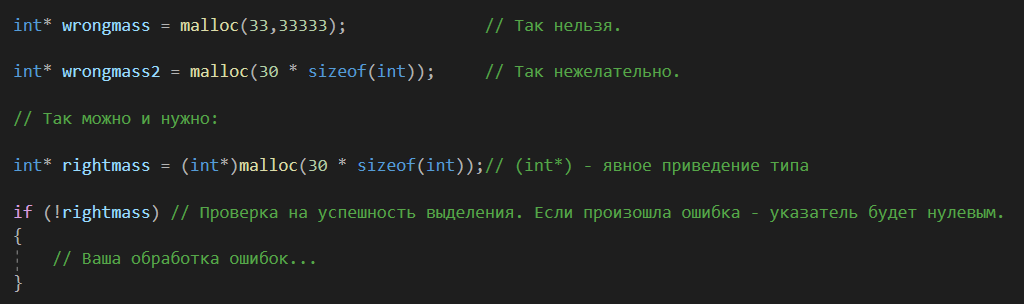 int* wrongmass = malloc(33,33333); // Так нельзя.
int* wrongmass2 = malloc(30 * sizeof(int)); // Так нежелательно.
// Так можно и нужно:
int* rightmass = (int*)malloc(30 * sizeof(int));// (int*) - явное приведение типа
if (!rightmass) // Проверка на успешность выделения. Если произошла ошибка - указатель будет нулевым.
{
// Ваша обработка ошибок...
}